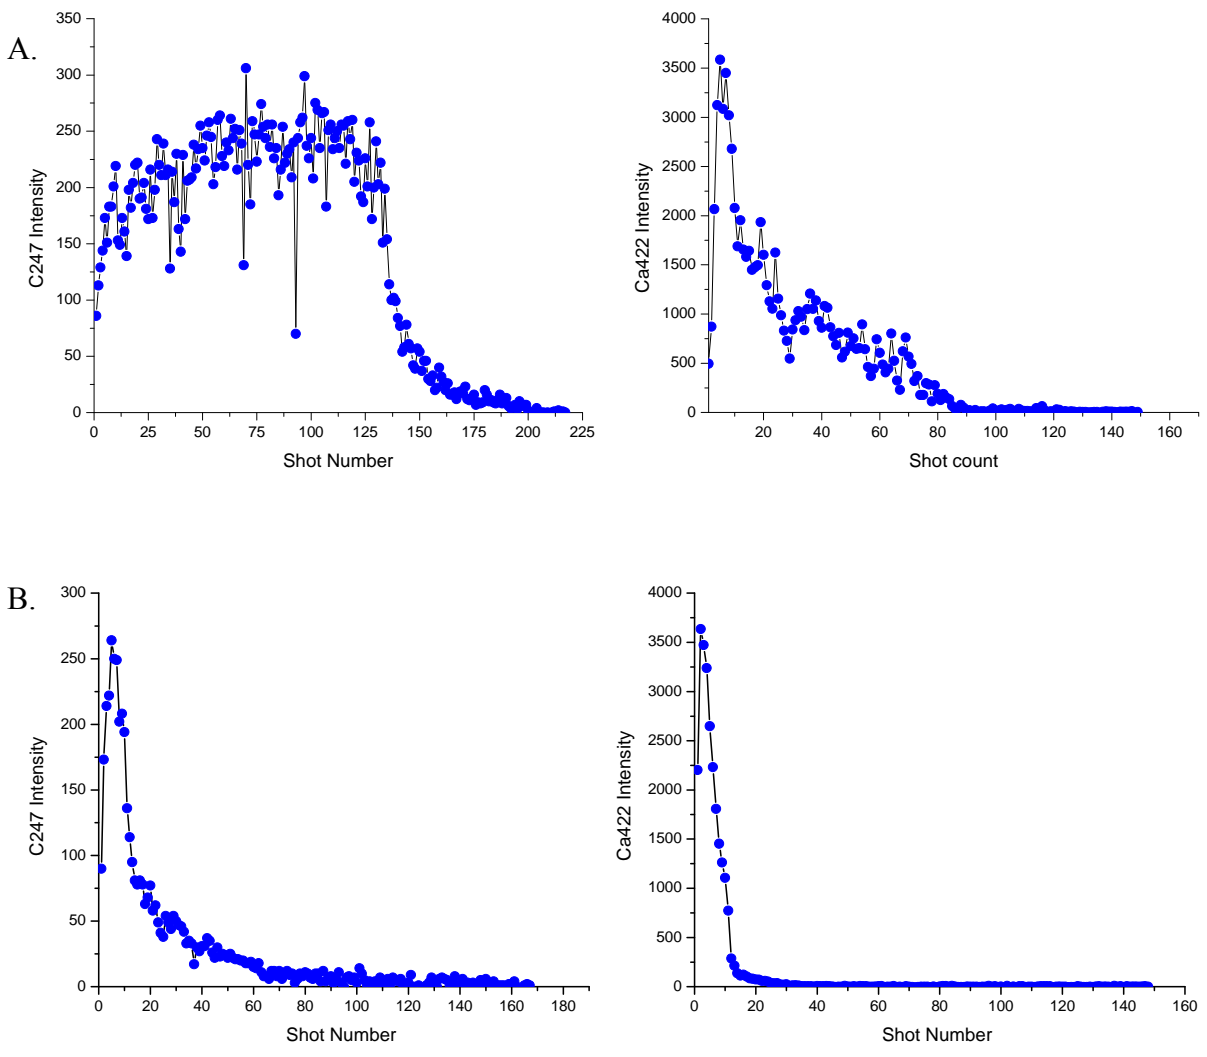 A.
350
300
250
200
150
100
50
0
C247 Intensity
0 25 50 75 100 125 150 175 200 225
Shot Number
4000
3500
3000
2500
2000
1500
1000
500
0
Ca422 Intensity
20 40 60 80 100 120 140 160
Shot count
B.
300
250
200
150
100
50
0
C247 Intensity
0 20 40 60 80 100 120 140 160 180
Shot Number
4000
3500
3000
2500
2000
1500
1000
500
0
Ca422 Intensity
0 20 40 60 80 100 120 140 160
Shot Number